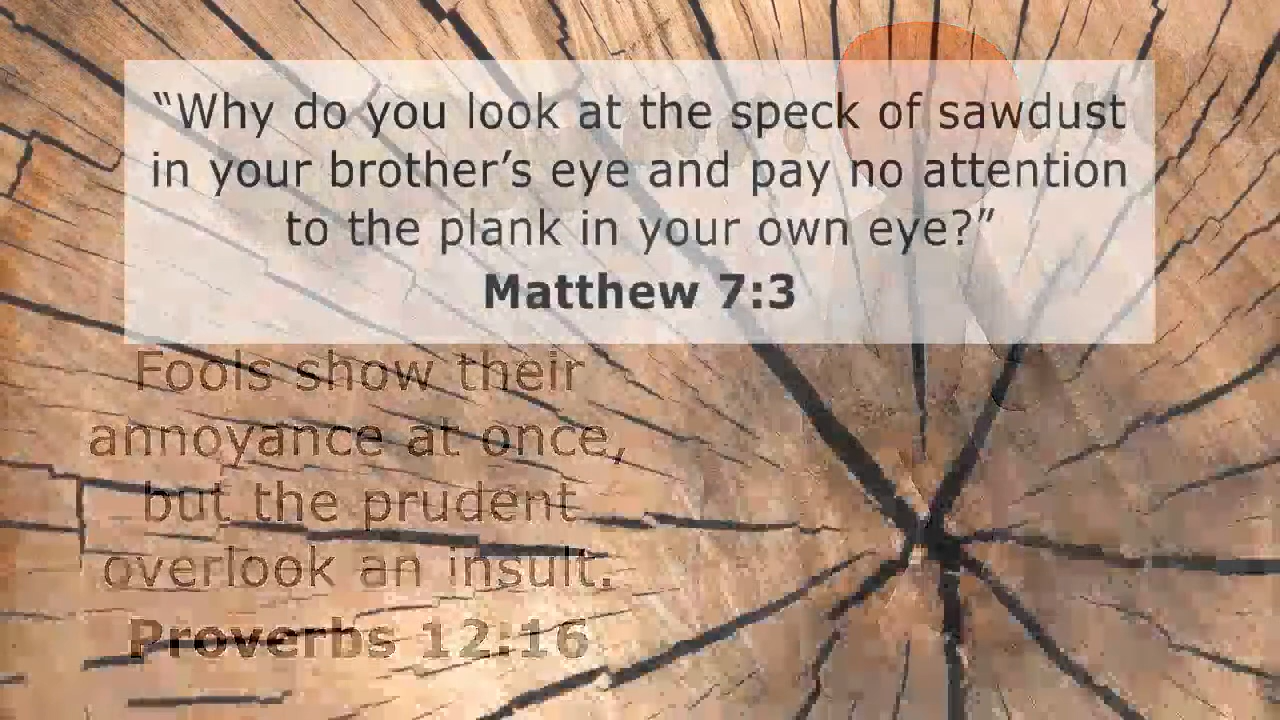 “Why do you look at the speck of sawdust
in your brother’s eye and pay no attention
to the plank in your own eye?”
Matthew 7:3
Fools show their
annoyance at once,
but the prudent
overlook an insult.
Proverbs 12:16